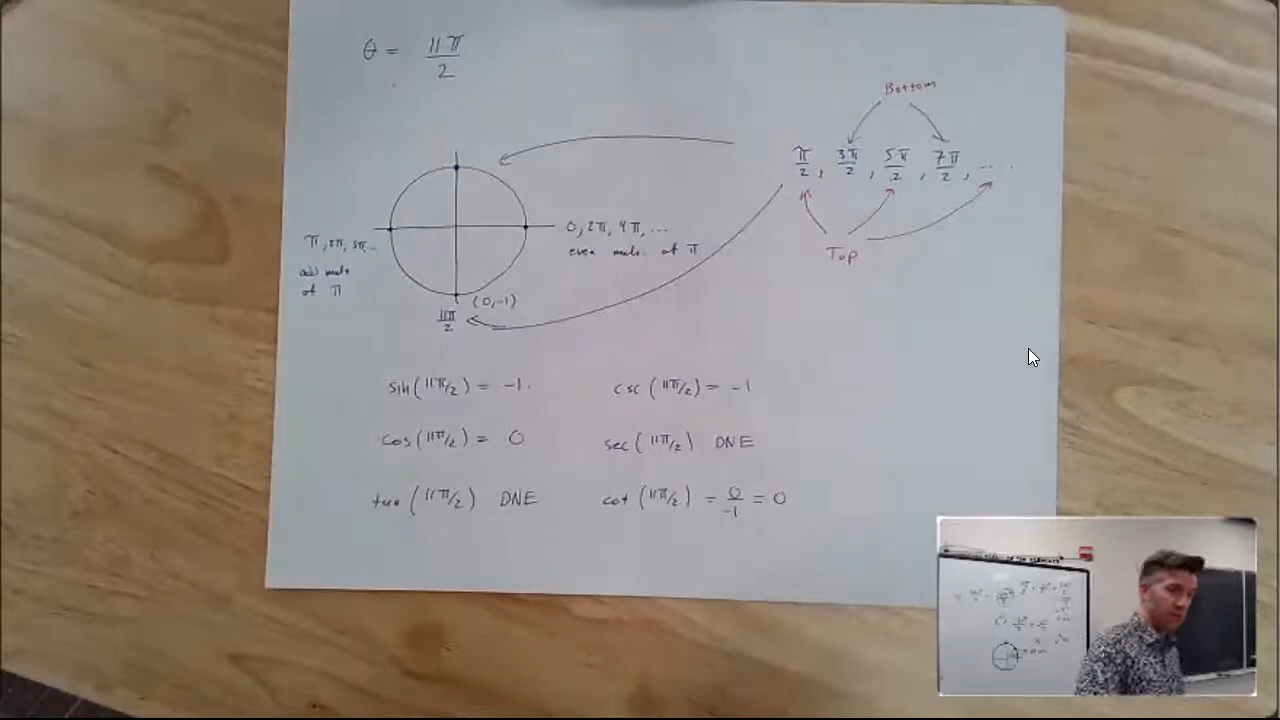 θ = 11π/2
Bottom
π/2, 3π/2, 5π/2, 7π/2, ....
Top
0, 2π, 4π, ...
even mult. of π
π, 3π, 5π...
odd mult
of π
(0,-1)
11π/2
sin(11π/2) = -1.
csc(11π/2) = -1
cos(11π/2) = 0
sec(11π/2) DNE
tan(11π/2) DNE
cot(11π/2) = 0/-1 = 0